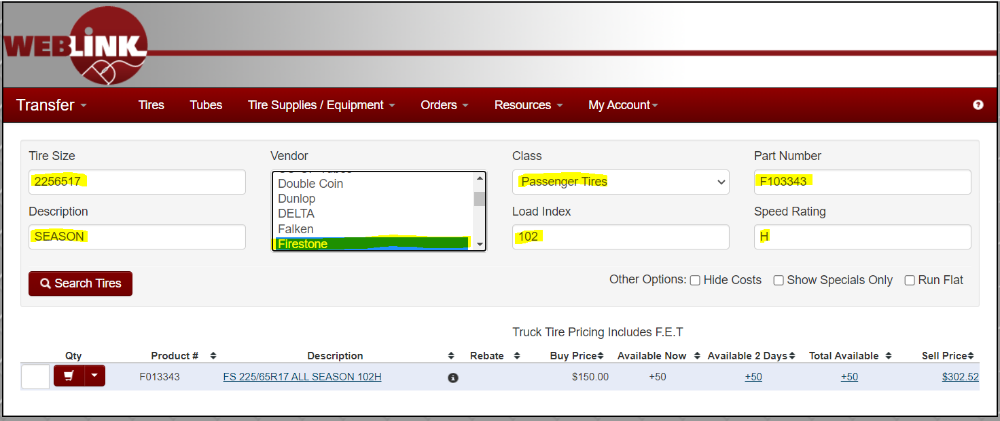 WEBLINK
Transfer Tires Tubes Tire Supplies / Equipment Orders Resources My Account ?
Tire Size Vendor Class Part Number
2256517 Passenger Tires F103343
Double Coin
Dunlop
DELTA
Falken
Firestone
Description Load Index Speed Rating
SEASON 102 H
Search Tires Other Options: Hide Costs Show Specials Only Run Flat
Truck Tire Pricing Includes F.E.T
Qty Product # Description Rebate Buy Price Available Now Available 2 Days Total Available Sell Price
F013343 FS 225/65R17 ALL SEASON 102H $150.00 +50 +50 +50 $302.52